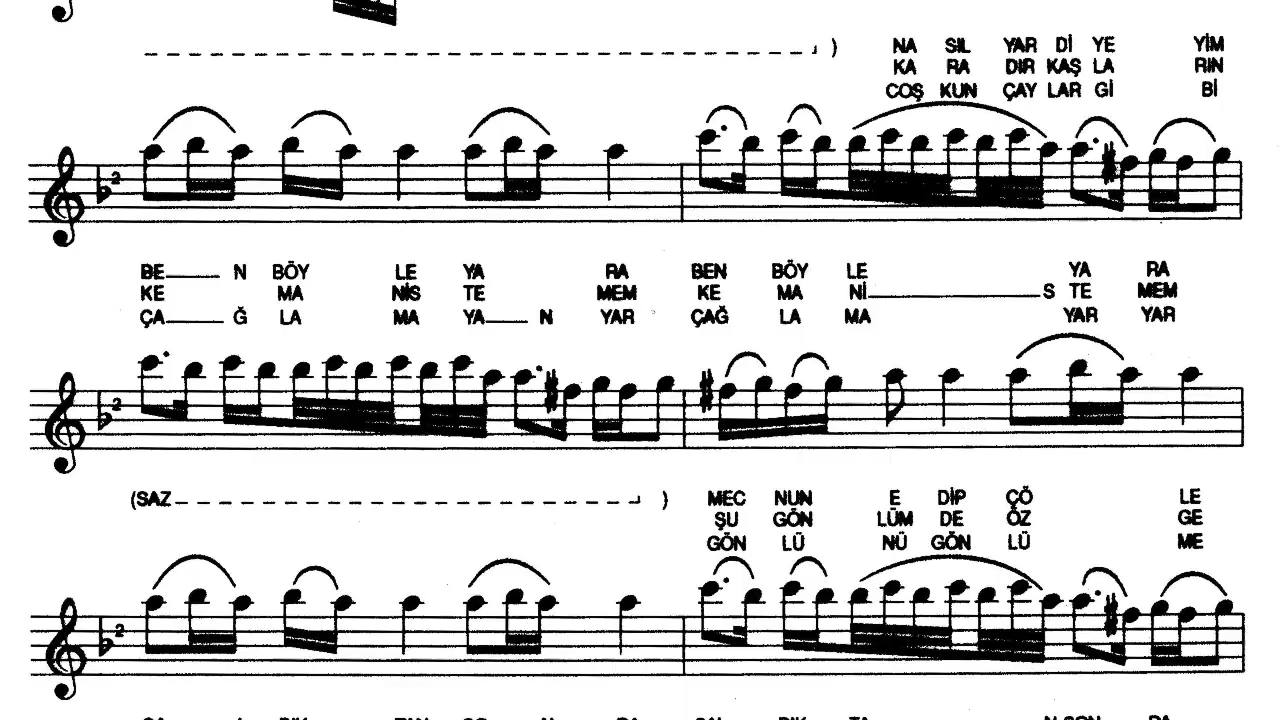 ) NA SIL YAR Dİ YE YİM
KA RA DIR KAŞ LA RIN
COŞ KUN ÇAY LAR Gİ Bİ
2
BE N BÖY LE YA RA BEN BÖY LE YA RA
KE MA NİS TE MEM KE MA Nİ S TE MEM
ÇA Ğ LA MA YA N YAR ÇAĞ LA MA YAR YAR
2
(SAZ ) MEC NUN E DİP ÇÖ LE
ŞU GÖN LÜM DE ÖZ GE
GÖN LÜ NÜ GÖN LÜ ME
2